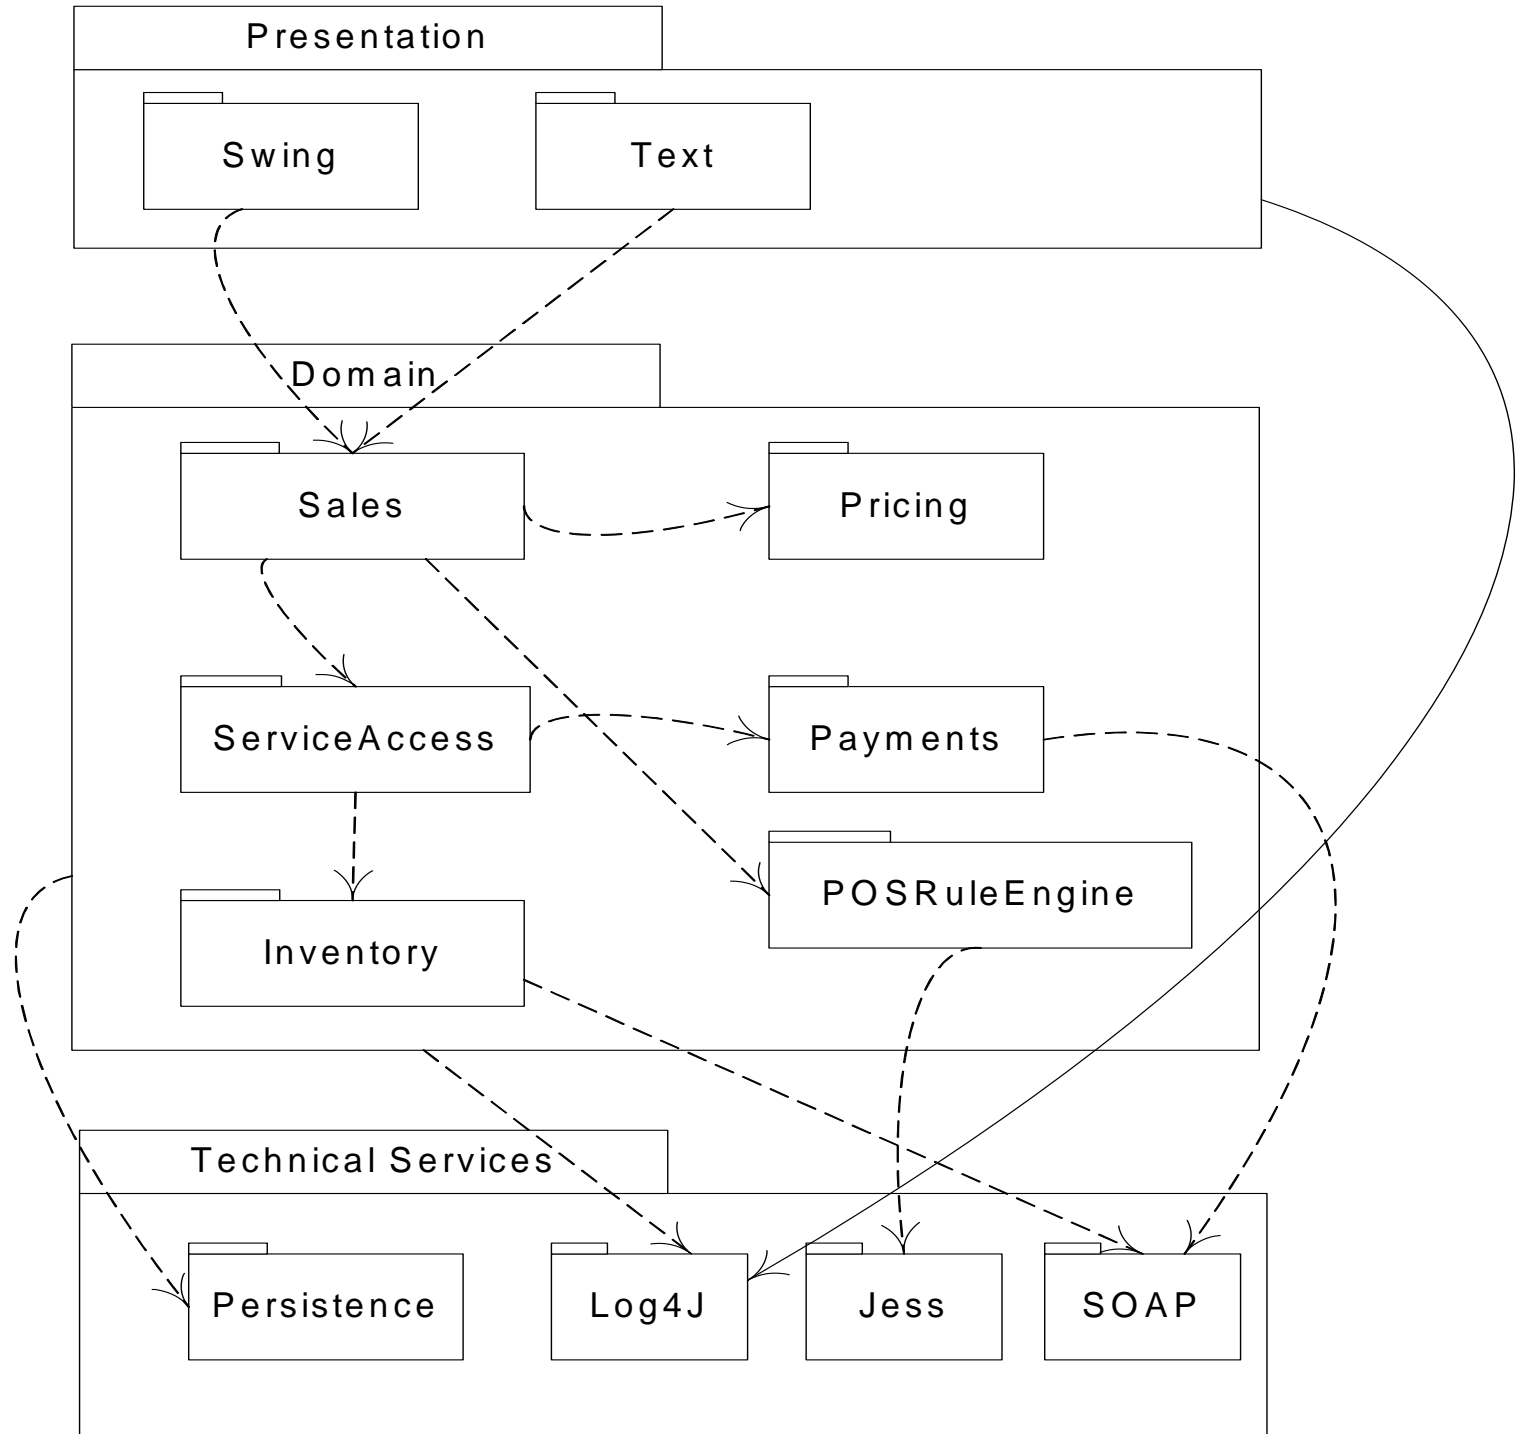 Presentation
Swing
Text
Domain
Sales
Pricing
ServiceAccess
Payments
POSRuleEngine
Inventory
Technical Services
Persistence
Log4J
Jess
SOAP